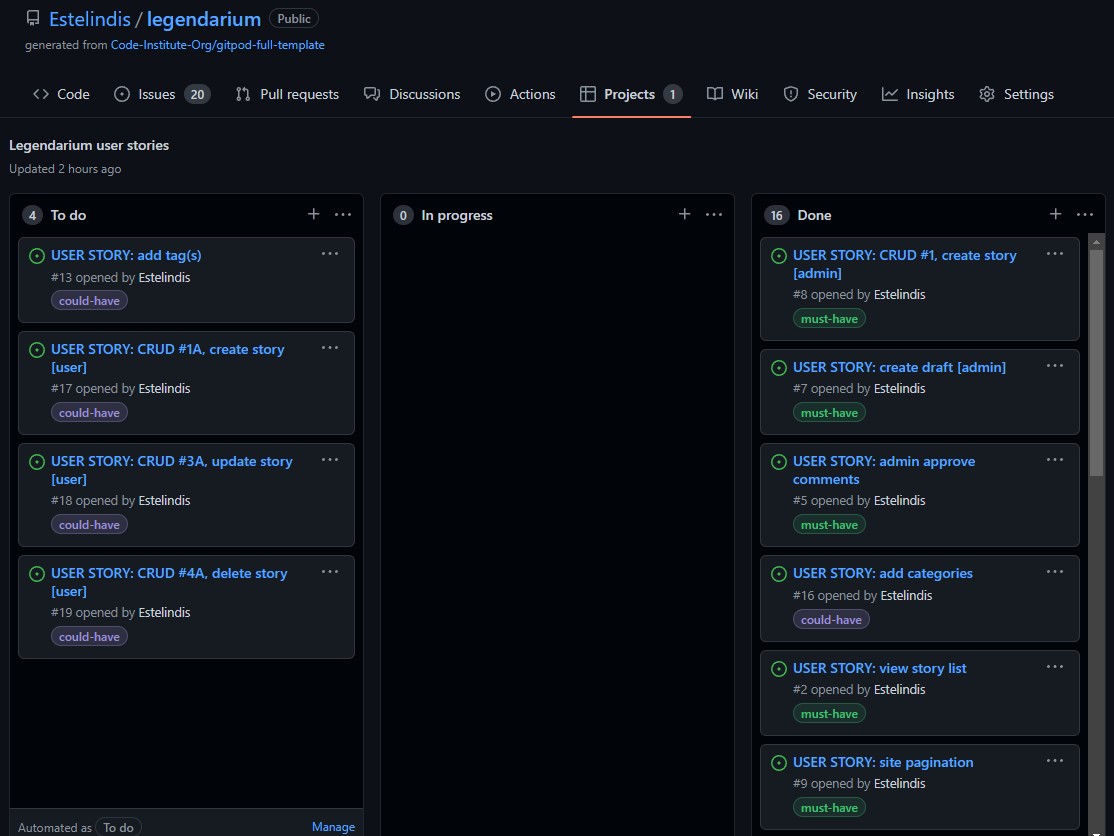 Estelindis / legendarium Public
generated from Code-Institute-Org/gitpod-full-template
Code Issues 20 Pull requests Discussions Actions Projects 1 Wiki Security Insights Settings
Legendarium user stories
Updated 2 hours ago
4 To do
USER STORY: add tag(s)
#13 opened by Estelindis
could-have
USER STORY: CRUD #1A, create story
[user]
#17 opened by Estelindis
could-have
USER STORY: CRUD #3A, update story
[user]
#18 opened by Estelindis
could-have
USER STORY: CRUD #4A, delete story
[user]
#19 opened by Estelindis
could-have
Automated as To do Manage
0 In progress
16 Done
USER STORY: CRUD #1, create story
[admin]
#8 opened by Estelindis
must-have
USER STORY: create draft [admin]
#7 opened by Estelindis
must-have
USER STORY: admin approve
comments
#5 opened by Estelindis
must-have
USER STORY: add categories
#16 opened by Estelindis
could-have
USER STORY: view story list
#2 opened by Estelindis
must-have
USER STORY: site pagination
#9 opened by Estelindis
must-have